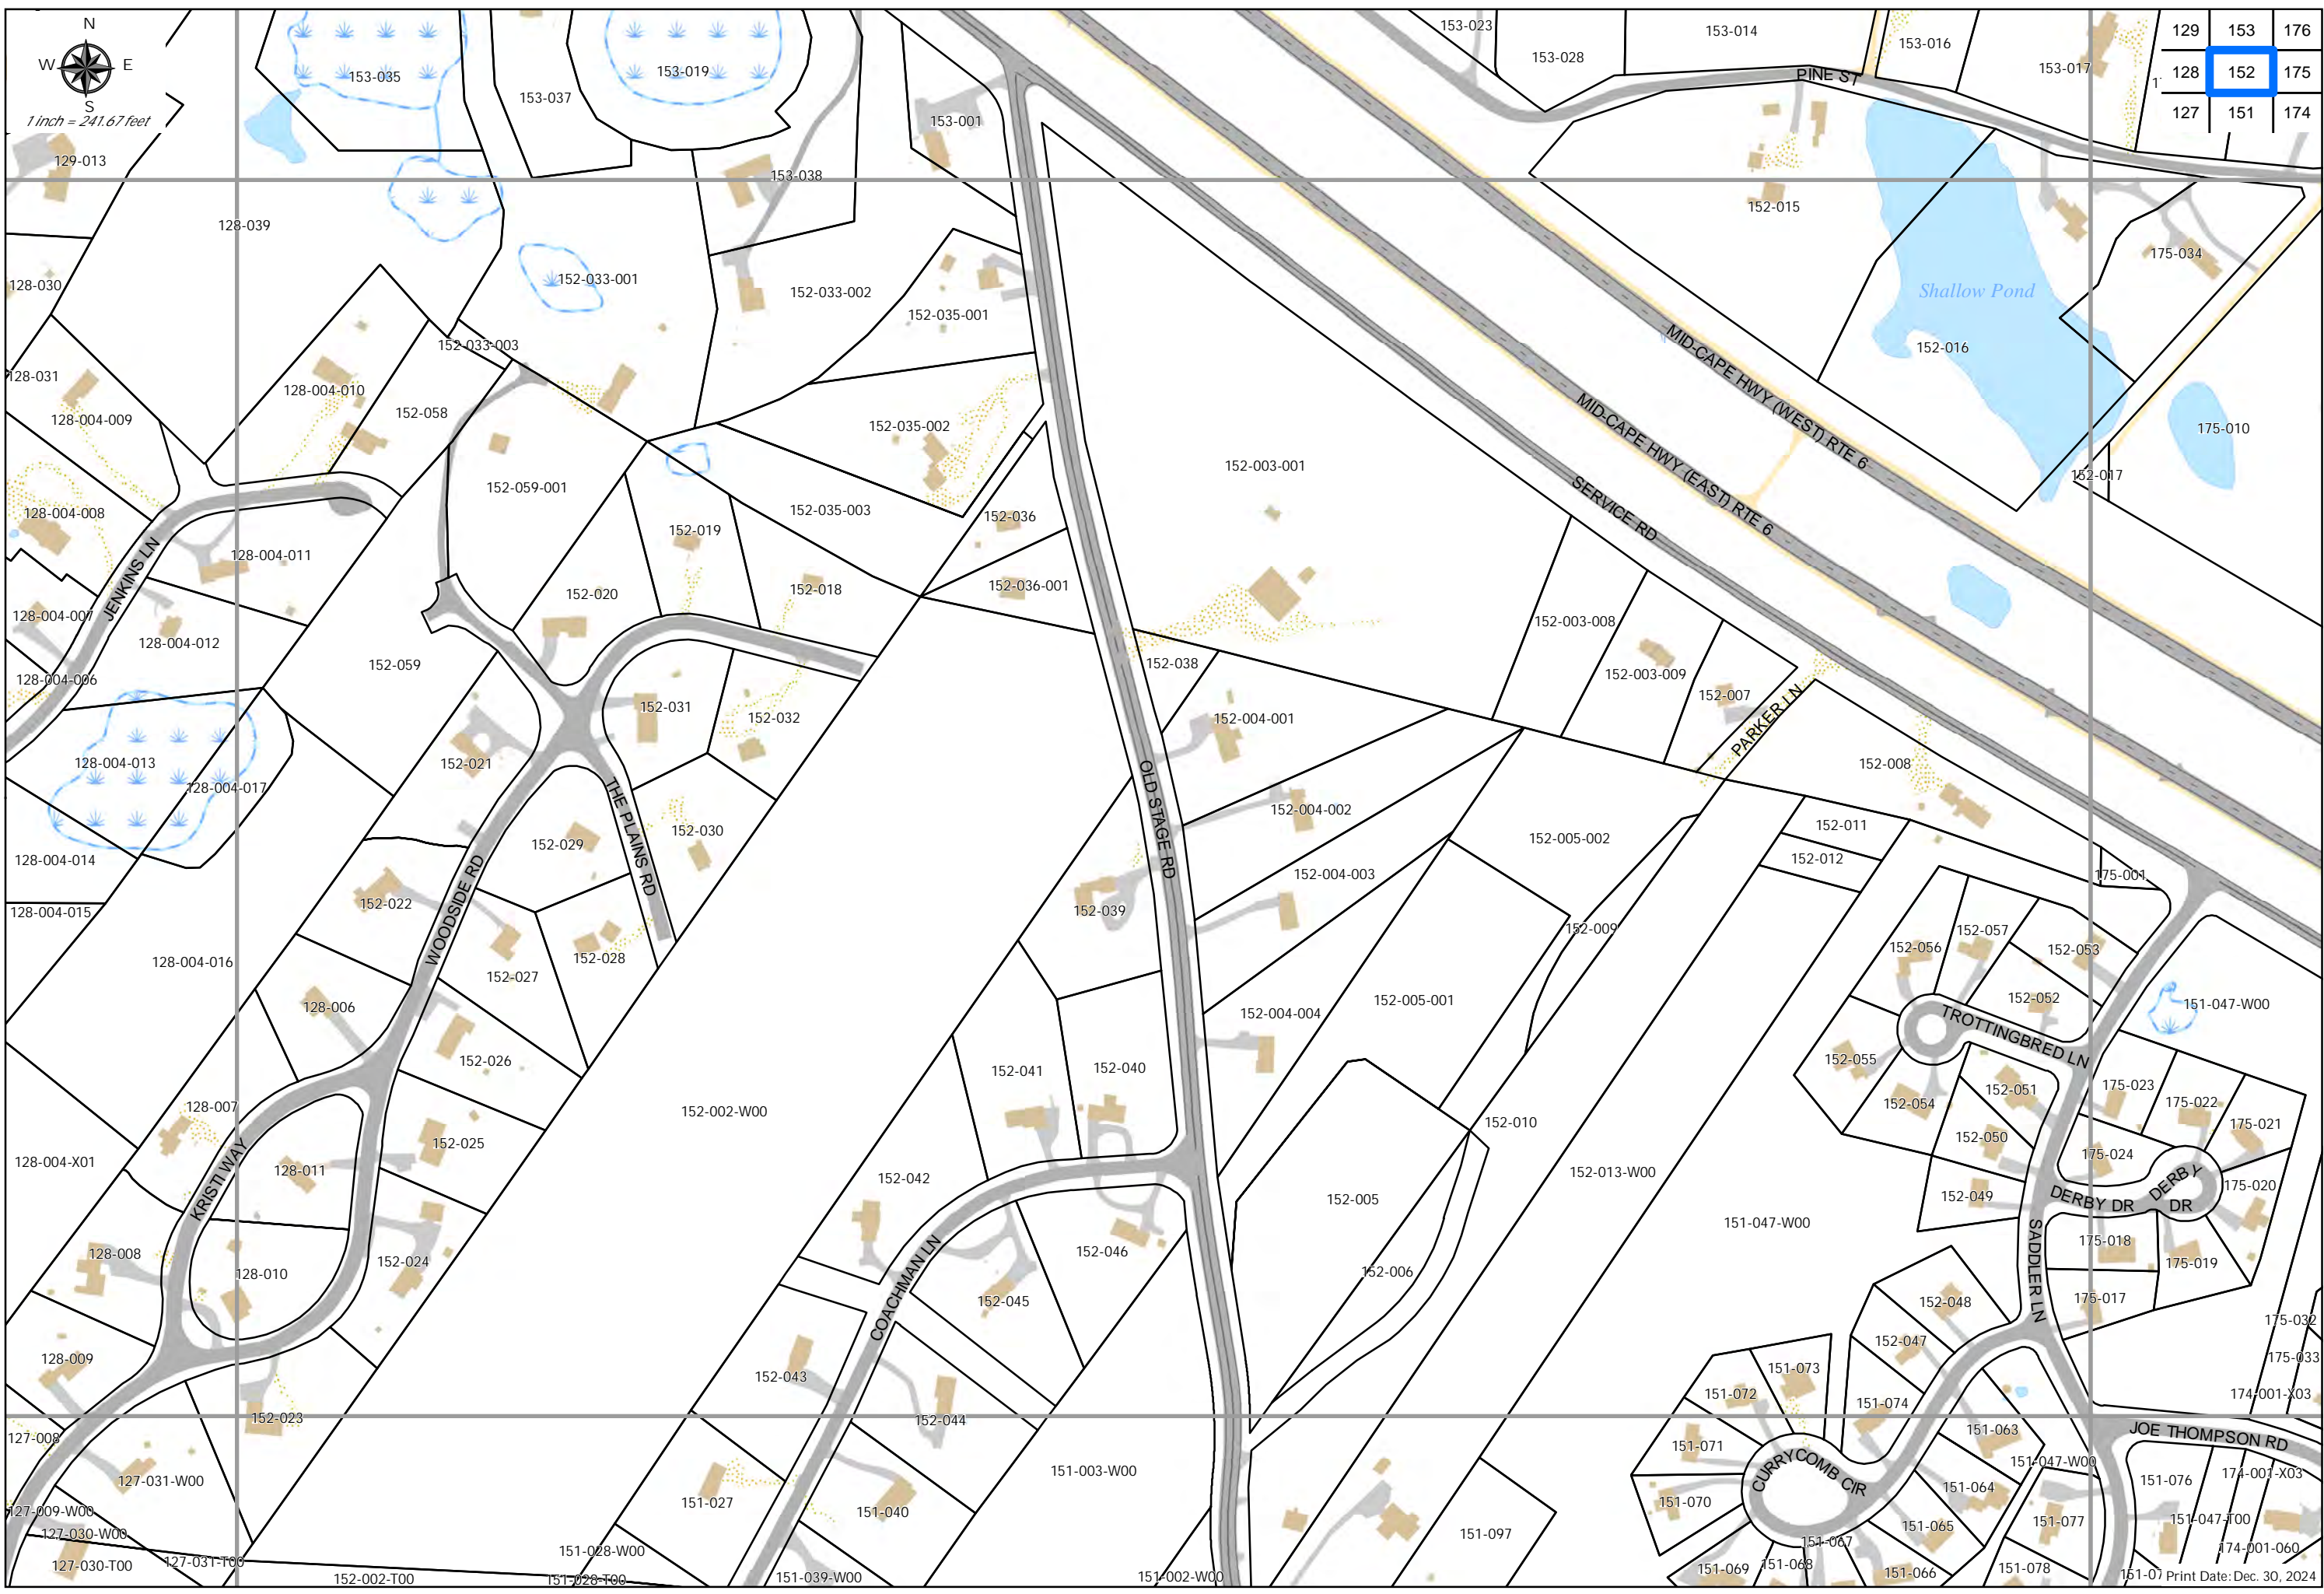 N
W E
S
1 inch = 241.67 feet
129 153 176
128 152 175
127 151 174
153-035
153-037
153-019
153-001
153-023
153-028
153-014
153-016
153-017
PINE ST
129-013
153-038
128-039
152-015
175-034
128-030
152-033-001
152-033-002
152-035-001
Shallow Pond
152-033-003
152-016
128-031
128-004-010
128-004-009
152-058
152-035-002
MID-CAPE HWY (WEST) RTE 6
MID-CAPE HWY (EAST) RTE 6
SERVICE RD
175-010
152-003-001
152-017
152-059-001
128-004-008
152-035-003
152-036
152-019
JENKINS LN
128-004-011
152-036-001
152-018
152-020
128-004-007
128-004-012
152-003-008
152-059
152-038
152-003-009
128-004-006
152-007
PARKER LN
152-031
152-032
152-004-001
128-004-013
152-021
152-008
128-004-017
THE PLAINS RD
OLD STAGE RD
152-004-002
152-030
152-029
152-005-002
152-011
152-012
128-004-014
152-004-003
175-001
WOODSIDE RD
152-022
128-004-015
152-039
152-009
152-057
152-056
152-053
128-004-016
152-028
152-027
152-052
152-005-001
151-047-W00
128-006
152-004-004
TROTTINGBRED LN
152-026
152-041
152-040
152-055
152-051
175-023
128-007
152-002-W00
152-054
175-022
152-010
175-021
152-025
152-050
128-004-X01
128-011
KRISTI WAY
152-042
152-013-W00
175-024
DERBY DR
DERBY
DR
175-020
152-005
152-049
151-047-W00
128-008
152-024
152-046
175-018
SADDLER LN
175-019
128-010
152-006
152-045
COACHMAN LN
152-048
175-017
175-032
152-047
128-009
152-043
151-073
175-033
151-072
174-001-X03
151-074
152-023
152-044
127-008
151-063
JOE THOMPSON RD
151-071
151-047-W00
127-031-W00
151-003-W00
CURRYCOMB CIR
151-064
151-076
174-001-X03
151-027
151-070
151-040
127-009-W00
151-065
151-077
151-047-T00
127-030-W00
151-097
151-067
151-028-W00
174-001-060
127-030-T00
127-031-T00
151-069
151-068
151-066
151-078
152-002-T00
151-028-T00
151-039-W00
151-002-W00
Print Date: Dec. 30, 2024